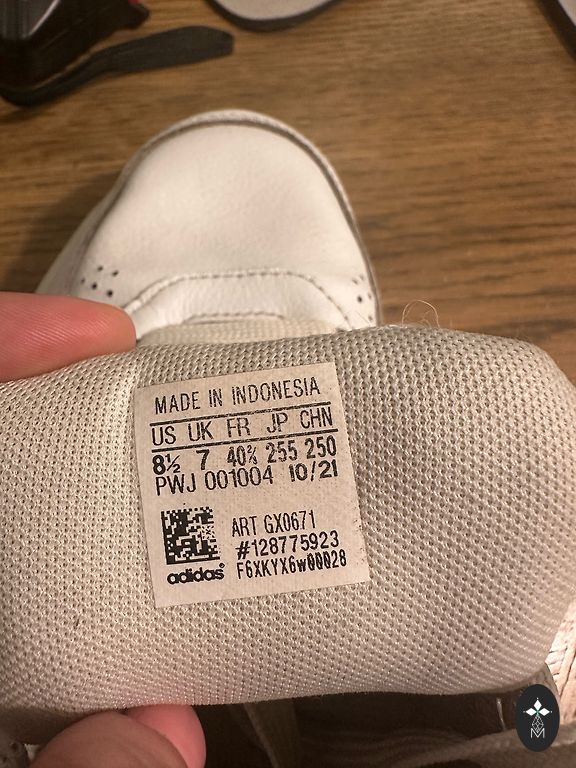 MADE IN INDONESIA
US UK FR JP CHN
8½ 7 40⅔ 255 250
PWJ 001004 10/21
ART GX0671
#128775923
adidas® F6XKYX6w00028
M